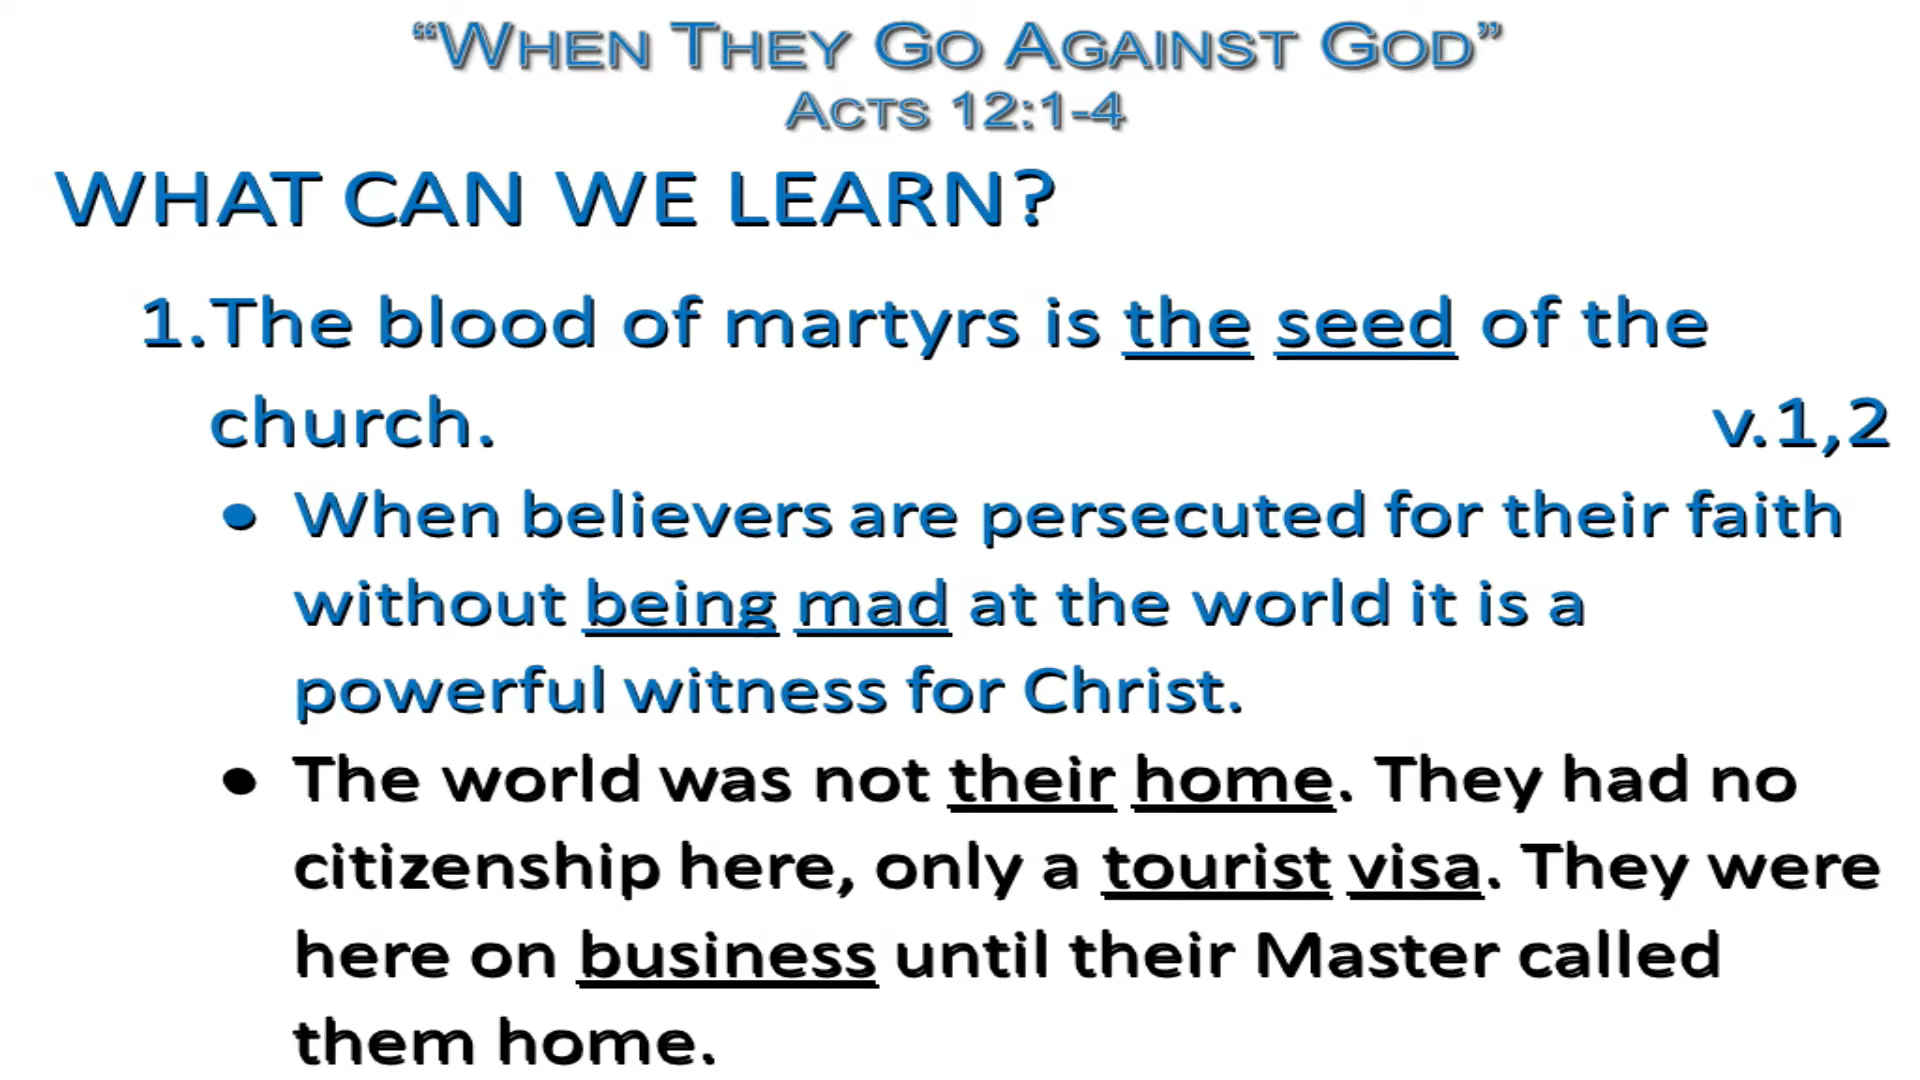 “When They Go Against God”
Acts 12:1-4
WHAT CAN WE LEARN?
1.The blood of martyrs is the seed of the
church. v.1,2
• When believers are persecuted for their faith
without being mad at the world it is a
powerful witness for Christ.
• The world was not their home. They had no
citizenship here, only a tourist visa. They were
here on business until their Master called
them home.